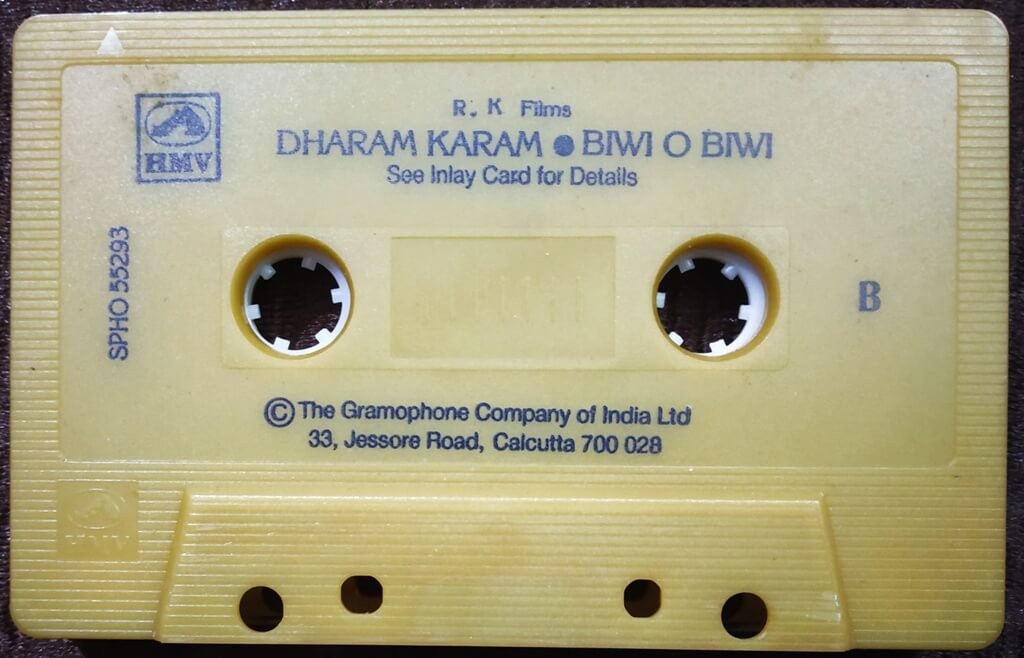 R. K Films
DHARAM KARAM ● BIWI O BIWI
See Inlay Card for Details
HMV
SPHO 55293
B
© The Gramophone Company of India Ltd
33, Jessore Road, Calcutta 700 028
HMV